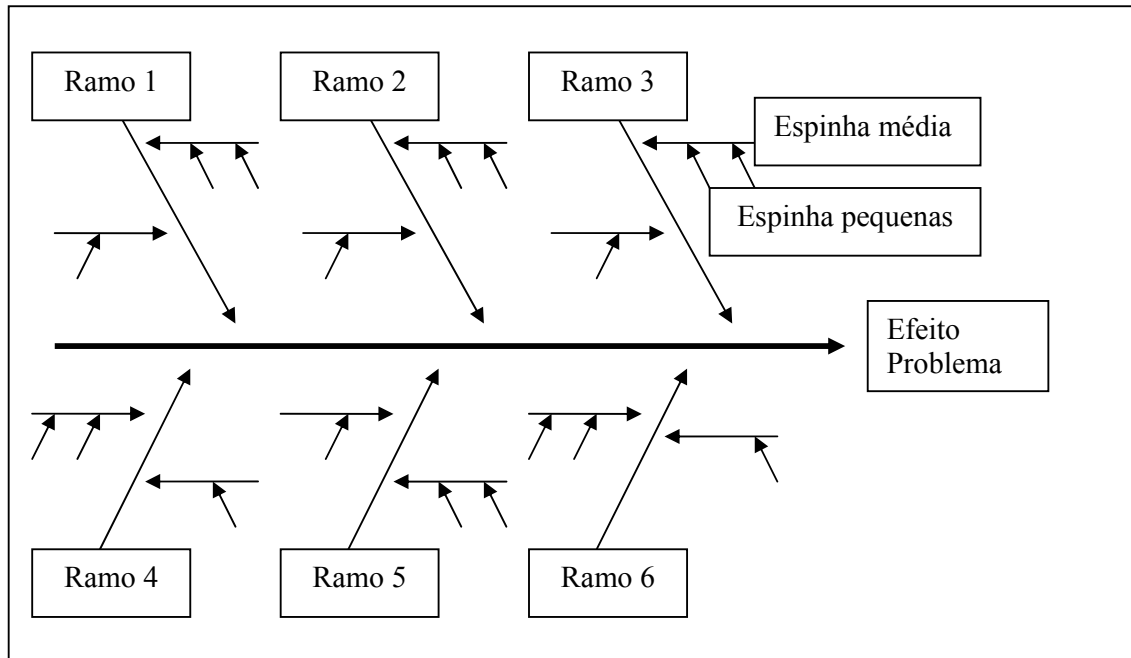 Ramo 1
Ramo 2
Ramo 3
Espinha média
Espinha pequenas
Efeito
Problema
Ramo 4
Ramo 5
Ramo 6